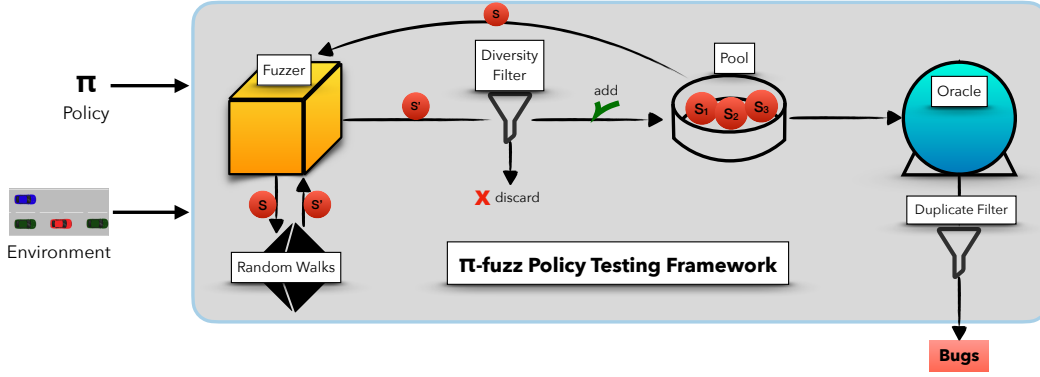 S
Fuzzer
Diversity
Filter
Pool
π
Policy
S'
add
S₁ S₂ S₃
Oracle
X discard
S S'
Environment
Random Walks
π-fuzz Policy Testing Framework
Duplicate Filter
Bugs